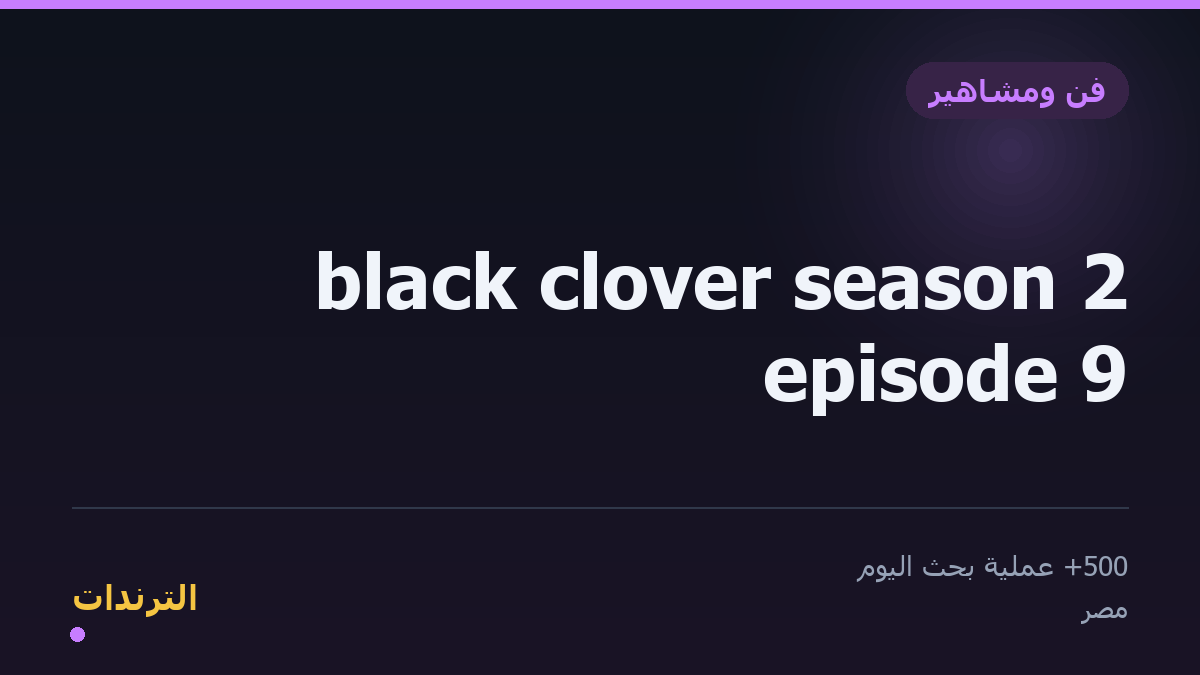 فن ومشاهير
black clover season 2
episode 9
500+ عملية بحث اليوم
مصر
الترندات